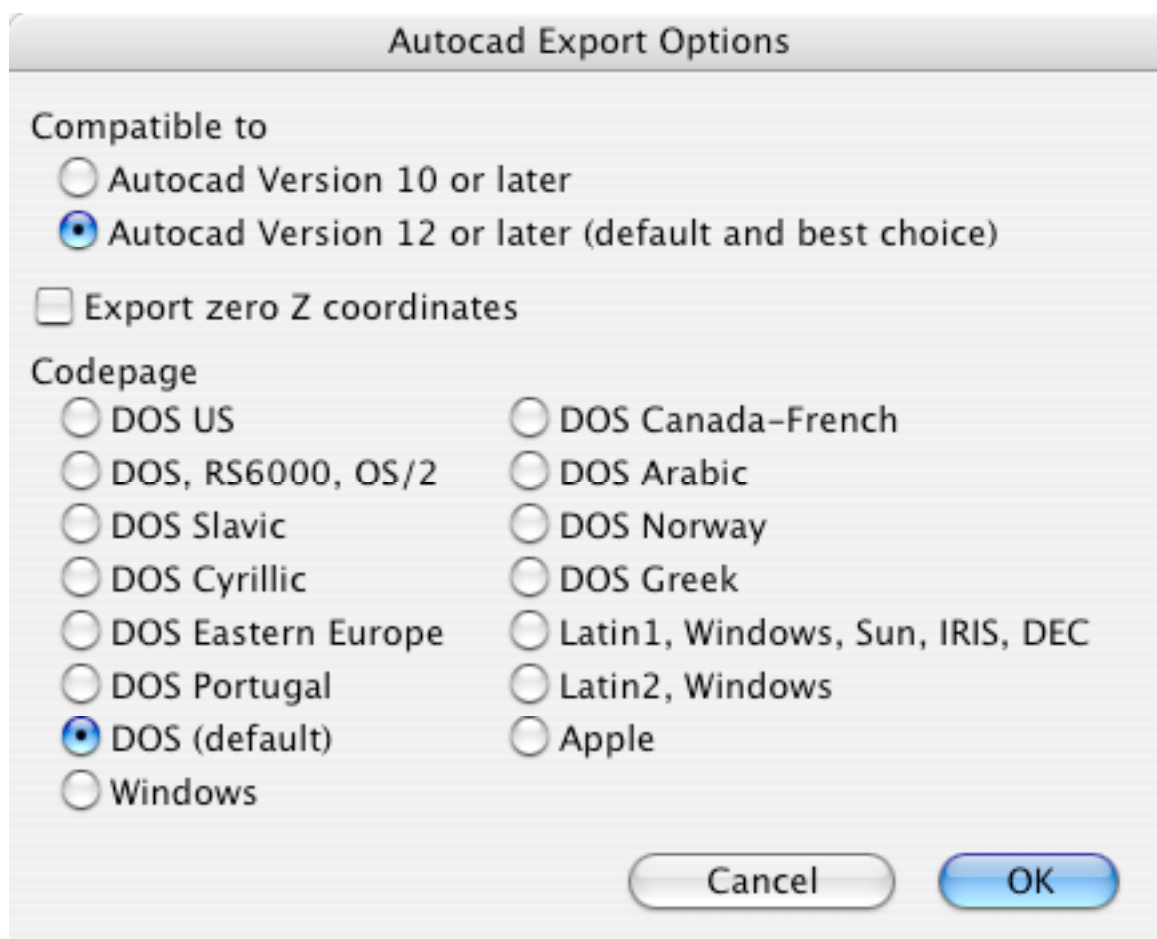 Autocad Export Options
Compatible to
Autocad Version 10 or later
Autocad Version 12 or later (default and best choice)
Export zero Z coordinates
Codepage
DOS US
DOS, RS6000, OS/2
DOS Slavic
DOS Cyrillic
DOS Eastern Europe
DOS Portugal
DOS (default)
Windows
DOS Canada-French
DOS Arabic
DOS Norway
DOS Greek
Latin1, Windows, Sun, IRIS, DEC
Latin2, Windows
Apple
Cancel
OK